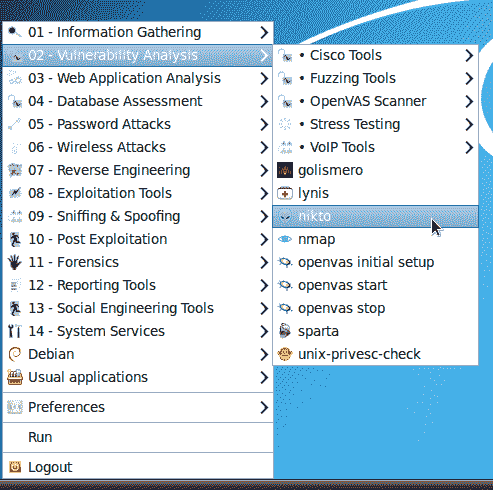 01 - Information Gathering
02 - Vulnerability Analysis
03 - Web Application Analysis
04 - Database Assessment
05 - Password Attacks
06 - Wireless Attacks
07 - Reverse Engineering
08 - Exploitation Tools
09 - Sniffing & Spoofing
10 - Post Exploitation
11 - Forensics
12 - Reporting Tools
13 - Social Engineering Tools
14 - System Services
Debian
Usual applications
Preferences
Run
Logout
• Cisco Tools
• Fuzzing Tools
• OpenVAS Scanner
• Stress Testing
• VoIP Tools
golismero
lynis
nikto
nmap
openvas initial setup
openvas start
openvas stop
sparta
unix-privesc-check